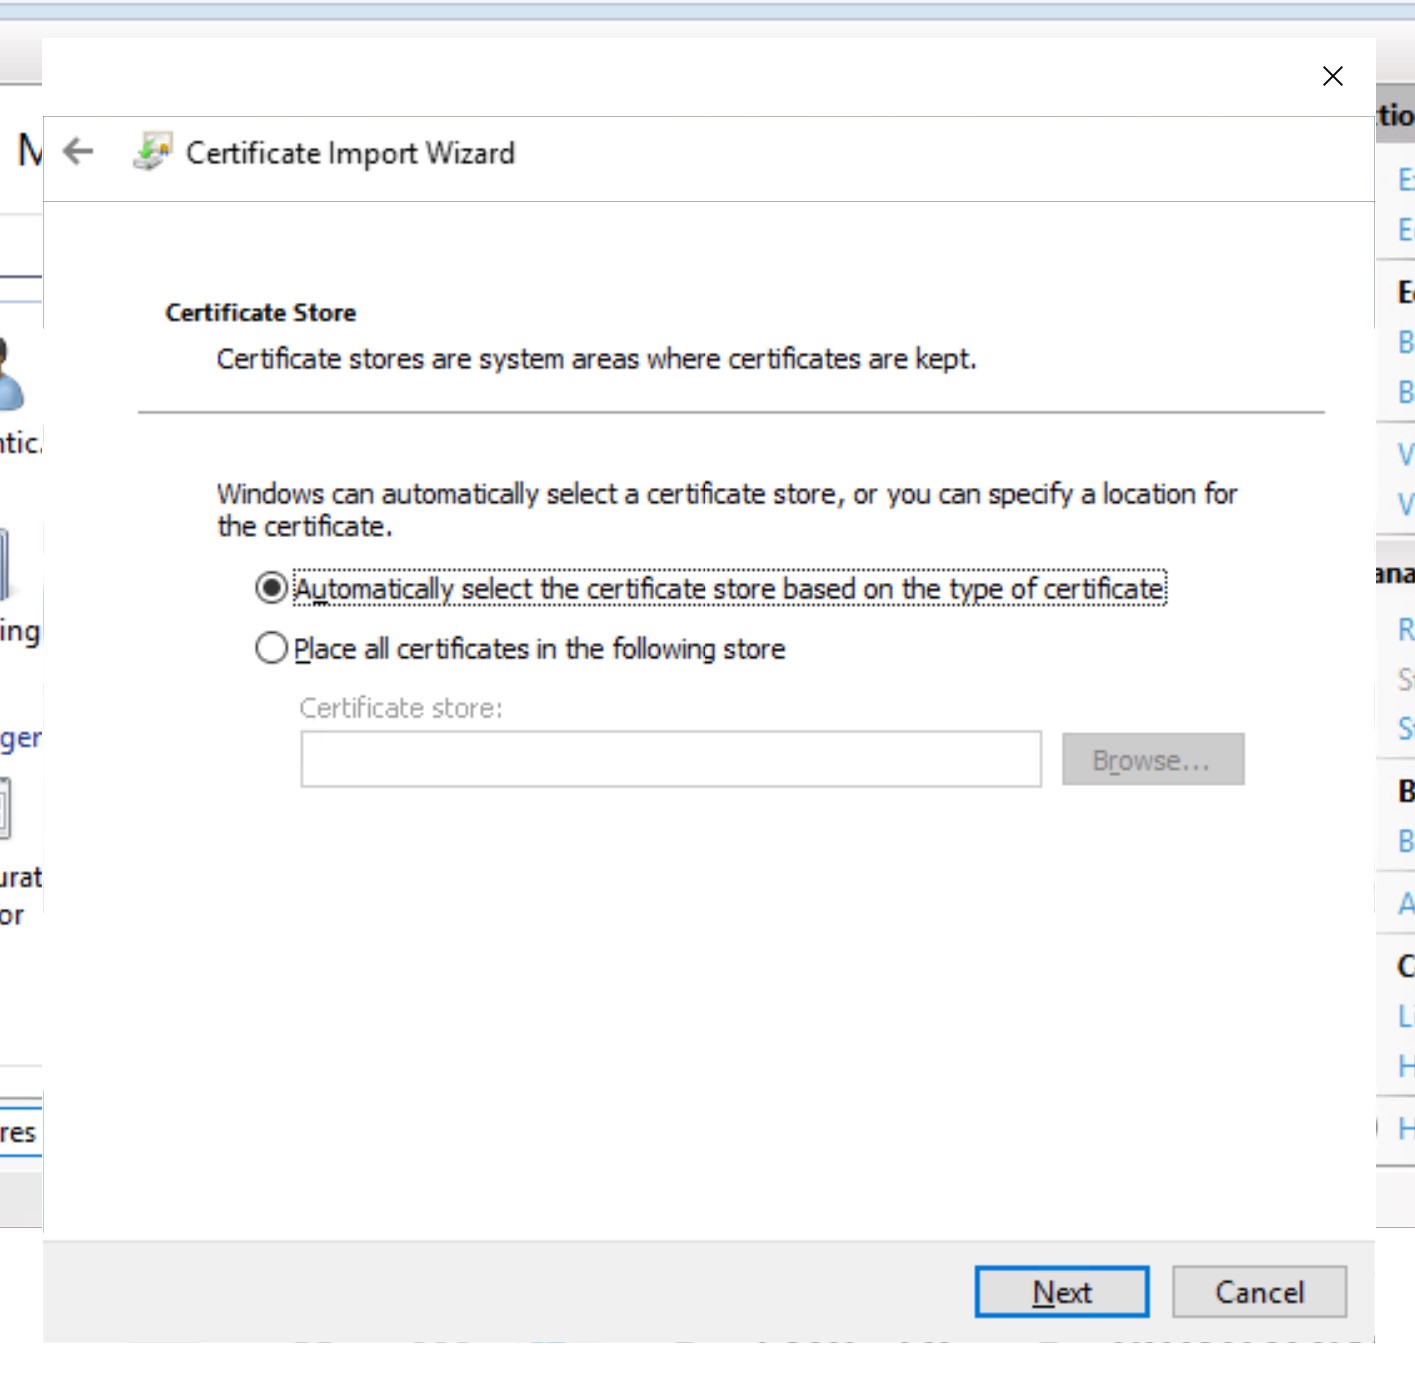 Certificate Import Wizard
Certificate Store
Certificate stores are system areas where certificates are kept.
Windows can automatically select a certificate store, or you can specify a location for
the certificate.
Automatically select the certificate store based on the type of certificate
Place all certificates in the following store
Certificate store:
Browse...
Next
Cancel